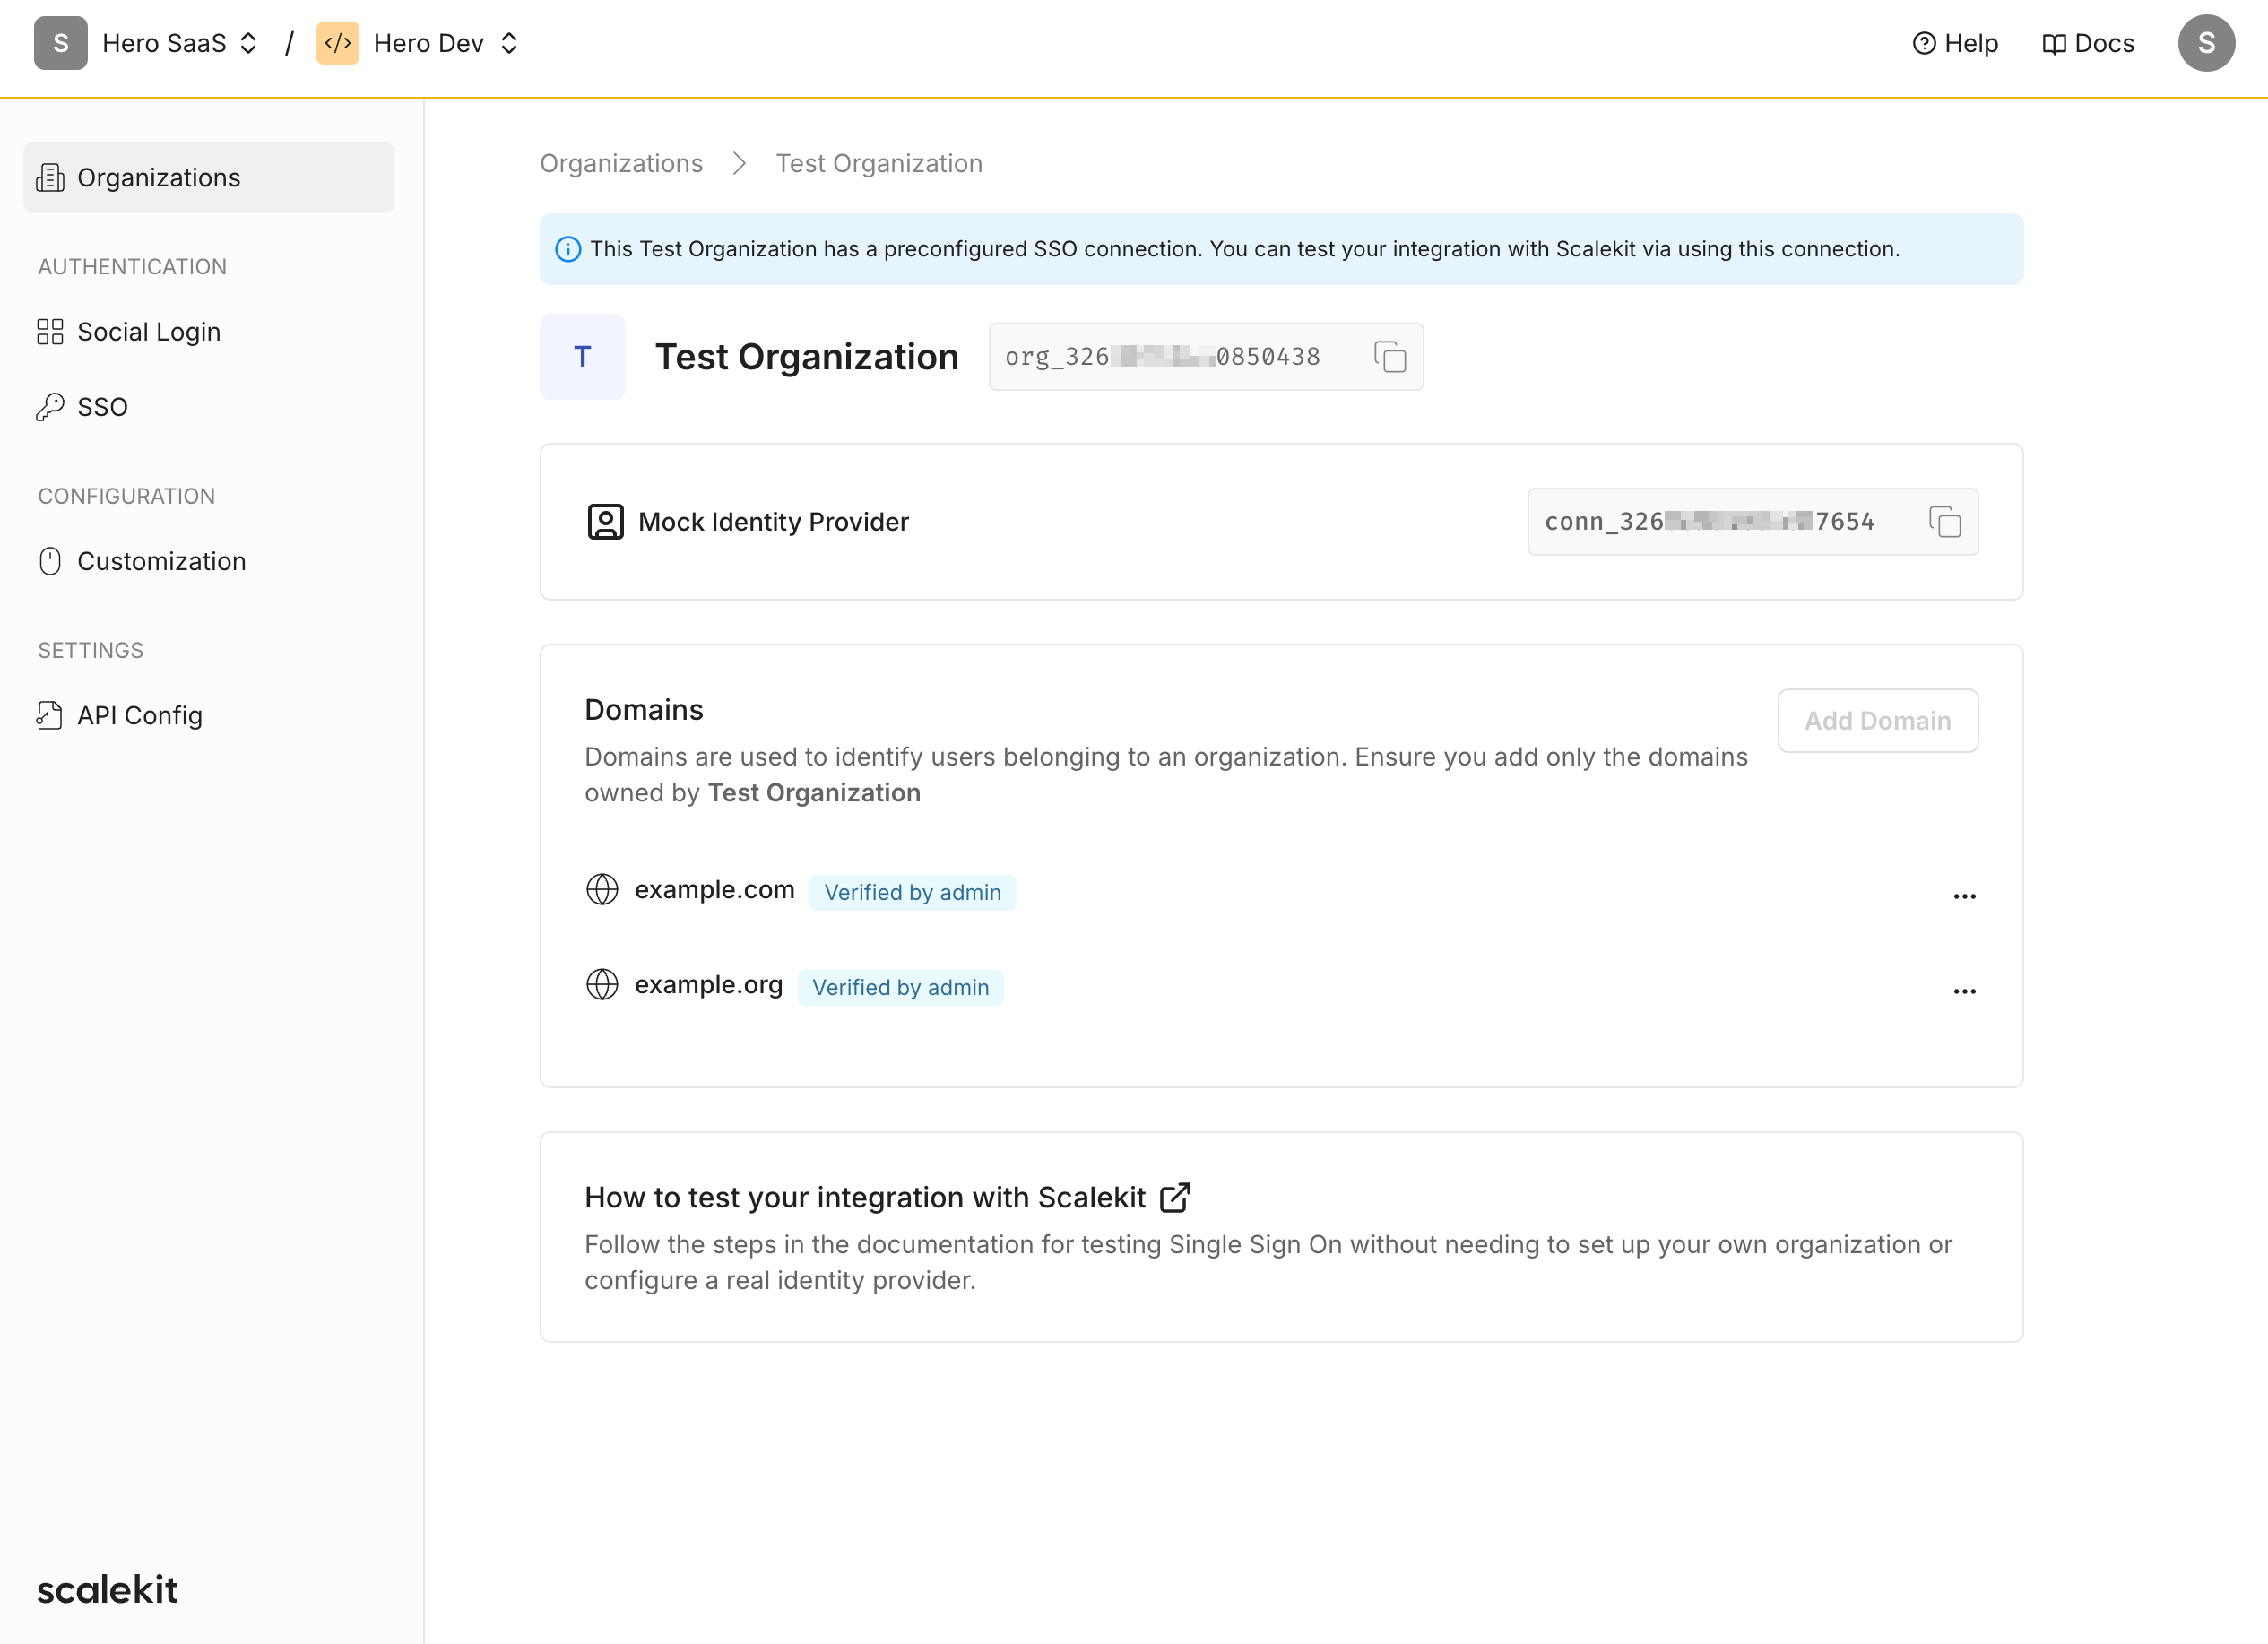 S Hero SaaS / </> Hero Dev Help Docs S
Organizations
AUTHENTICATION
Social Login
SSO
CONFIGURATION
Customization
SETTINGS
API Config
scalekit
Organizations > Test Organization
This Test Organization has a preconfigured SSO connection. You can test your integration with Scalekit via using this connection.
T Test Organization org_326 0850438
Mock Identity Provider conn_326 7654
Domains
Add Domain
Domains are used to identify users belonging to an organization. Ensure you add only the domains
owned by Test Organization
example.com Verified by admin
example.org Verified by admin
How to test your integration with Scalekit
Follow the steps in the documentation for testing Single Sign On without needing to set up your own organization or
configure a real identity provider.